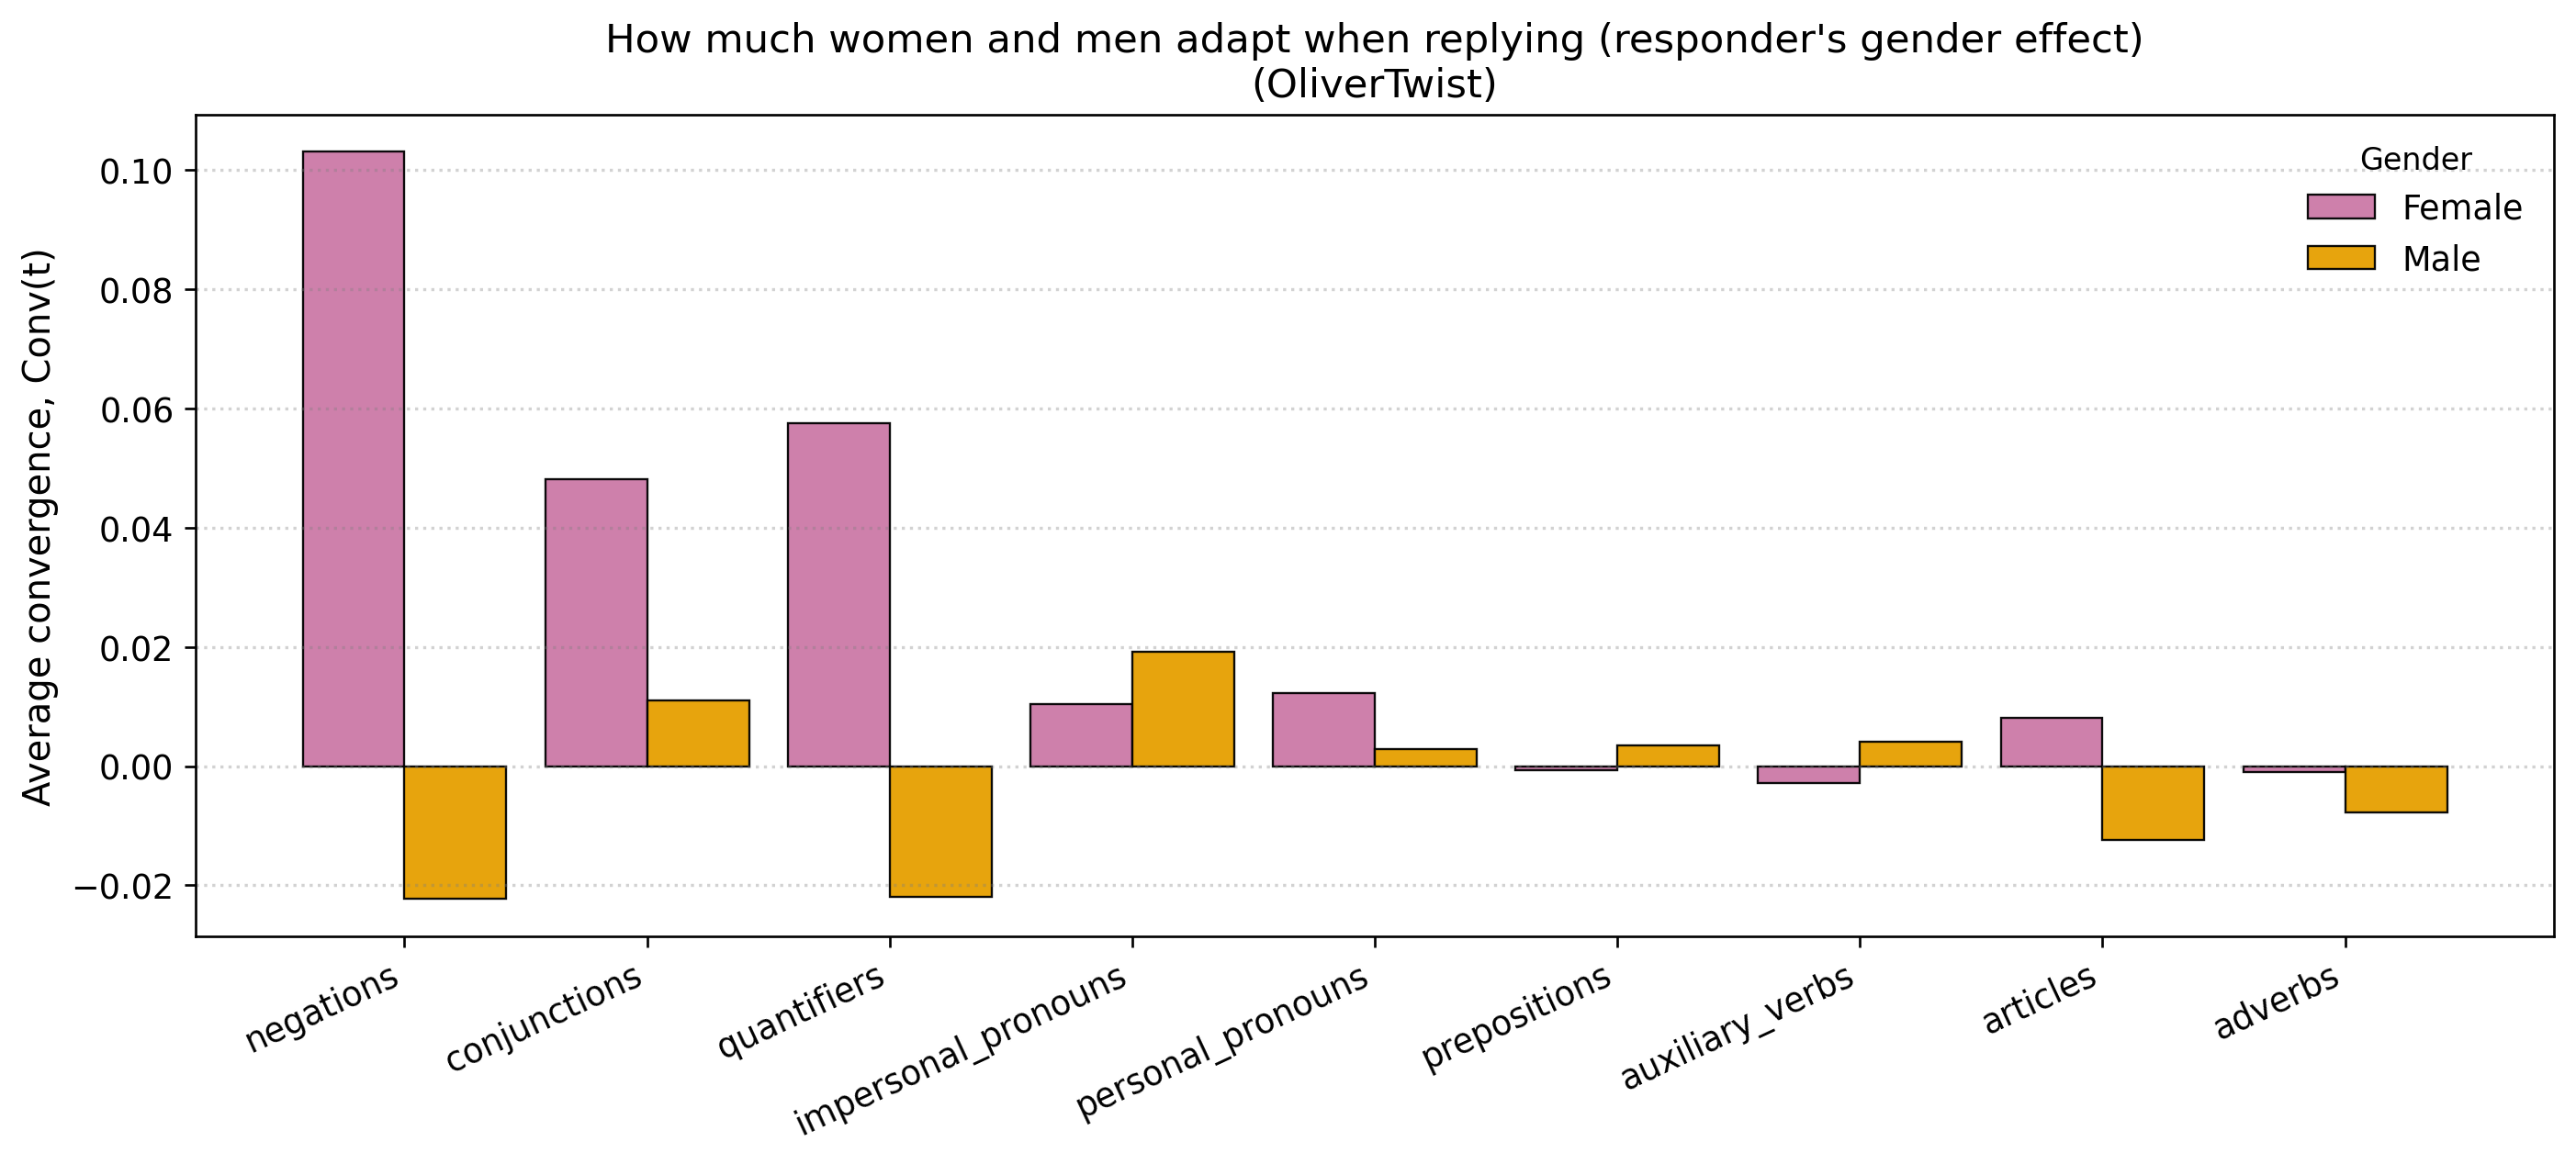 How much women and men adapt when replying (responder's gender effect)
(OliverTwist)
Average convergence, Conv(t)
0.10
0.08
0.06
0.04
0.02
0.00
−0.02
Gender
Female
Male
negations
conjunctions
quantifiers
impersonal_pronouns
personal_pronouns
prepositions
auxiliary_verbs
articles
adverbs